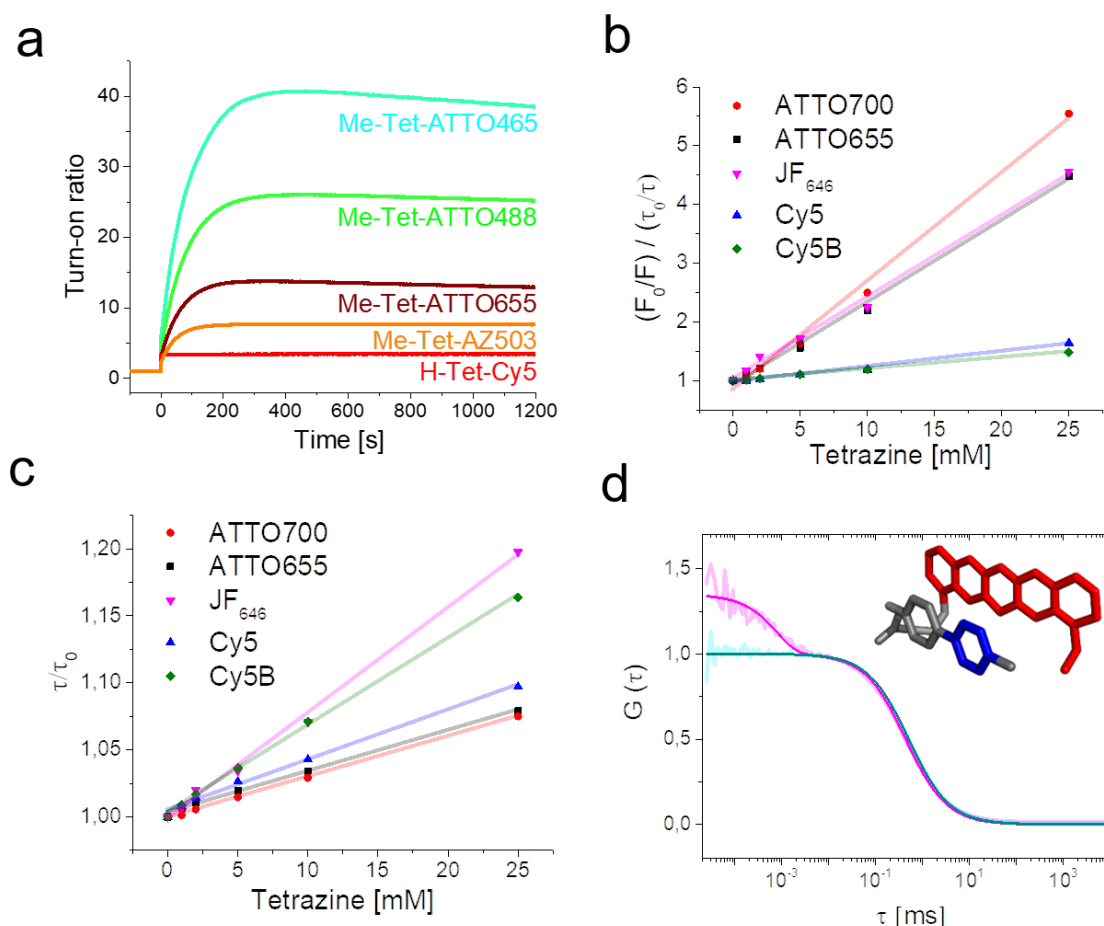 a
Turn-on ratio
40
30
20
10
0
Me-Tet-ATTO465
Me-Tet-ATTO488
Me-Tet-ATTO655
Me-Tet-AZ503
H-Tet-Cy5
0 200 400 600 800 1000 1200
Time [s]
b
(F₀/F) / (τ₀/τ)
6
5
4
3
2
1
ATTO700
ATTO655
JF₆₄₆
Cy5
Cy5B
0 5 10 15 20 25
Tetrazine [mM]
c
τ/τ₀
1,20
1,15
1,10
1,05
1,00
ATTO700
ATTO655
JF₆₄₆
Cy5
Cy5B
0 5 10 15 20 25
Tetrazine [mM]
d
G (τ)
1,5
1,0
0,5
0,0
10⁻³ 10⁻¹ 10¹ 10³
τ [ms]